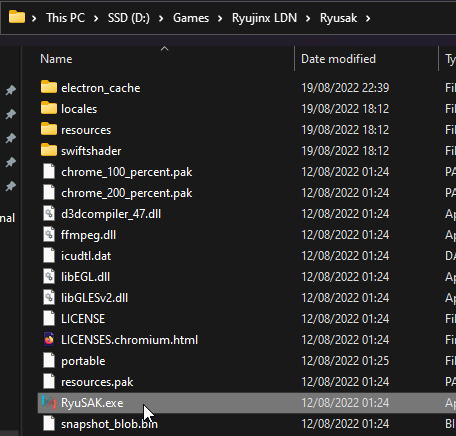 This PC > SSD (D:) > Games > Ryujinx LDN > Ryusak >
Name Date modified Ty
electron_cache 19/08/2022 22:39 Fil
locales 19/08/2022 18:12 Fil
resources 19/08/2022 18:12 Fil
swiftshader 19/08/2022 18:12 Fil
chrome_100_percent.pak 12/08/2022 01:24 PA
chrome_200_percent.pak 12/08/2022 01:24 PA
d3dcompiler_47.dll 12/08/2022 01:24 Ap
ffmpeg.dll 12/08/2022 01:24 Ap
icudtl.dat 12/08/2022 01:24 DA
nal libEGL.dll 12/08/2022 01:24 Ap
libGLESv2.dll 12/08/2022 01:24 Ap
LICENSE 12/08/2022 01:24 Fil
LICENSES.chromium.html 12/08/2022 01:24 Fir
portable 12/08/2022 01:25 Fil
resources.pak 12/08/2022 01:24 PA
RyuSAK.exe 12/08/2022 01:24 Ap
snapshot_blob.bin 12/08/2022 01:24 BI